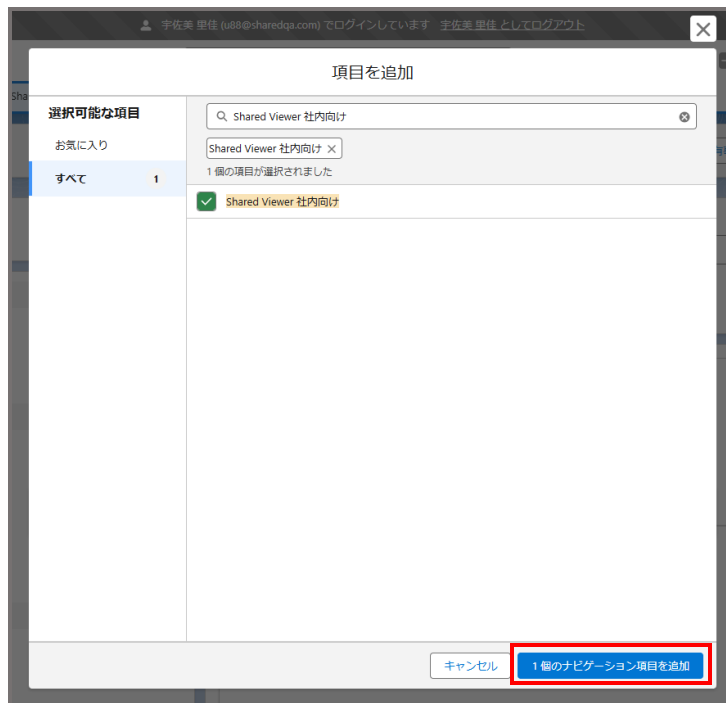 宇佐美 里佳 (u88@sharedqa.com) でログインしています 宇佐美 里佳 としてログアウト
Sha
項目を追加
選択可能な項目
お気に入り
すべて 1
Shared Viewer 社内向け
Shared Viewer 社内向け ×
1 個の項目が選択されました
Shared Viewer 社内向け
キャンセル
1 個のナビゲーション項目を追加